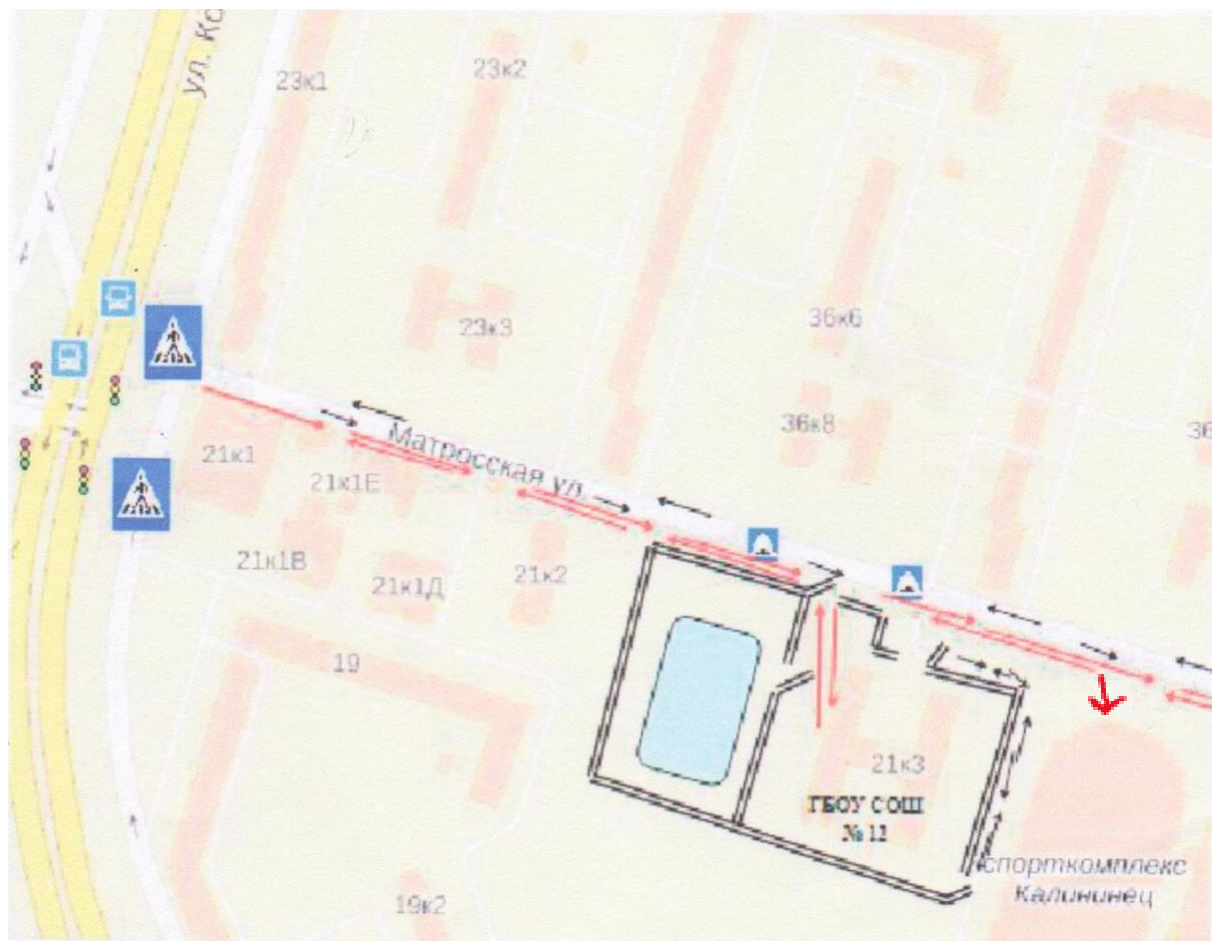 ул. Ко
23к1
23к2
23к3
36к6
36к8
36
Матросская ул.
21к1
21к1Е
21к1В
21к1Д
21к2
19
21к3
ГБОУ СОШ
№ 12
спорткомплекс
Калининец
19к2